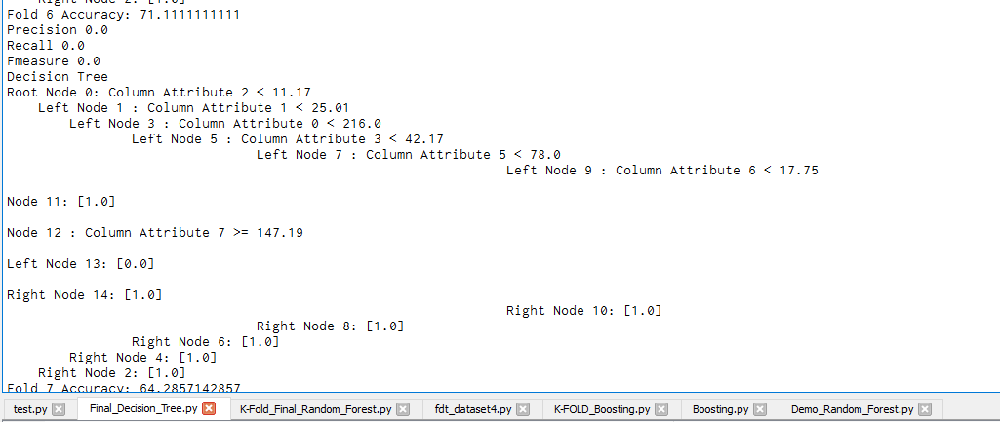 Right Node 2: [1.0]
Fold 6 Accuracy: 71.1111111111
Precision 0.0
Recall 0.0
Fmeasure 0.0
Decision Tree
Root Node 0: Column Attribute 2 < 11.17
Left Node 1 : Column Attribute 1 < 25.01
Left Node 3 : Column Attribute 0 < 216.0
Left Node 5 : Column Attribute 3 < 42.17
Left Node 7 : Column Attribute 5 < 78.0
Left Node 9 : Column Attribute 6 < 17.75
Node 11: [1.0]
Node 12 : Column Attribute 7 >= 147.19
Left Node 13: [0.0]
Right Node 14: [1.0]
Right Node 10: [1.0]
Right Node 8: [1.0]
Right Node 6: [1.0]
Right Node 4: [1.0]
Right Node 2: [1.0]
Fold 7 Accuracy: 64.2857142857
test.py Final_Decision_Tree.py K-Fold_Final_Random_Forest.py fdt_dataset4.py K-FOLD_Boosting.py Boosting.py Demo_Random_Forest.py